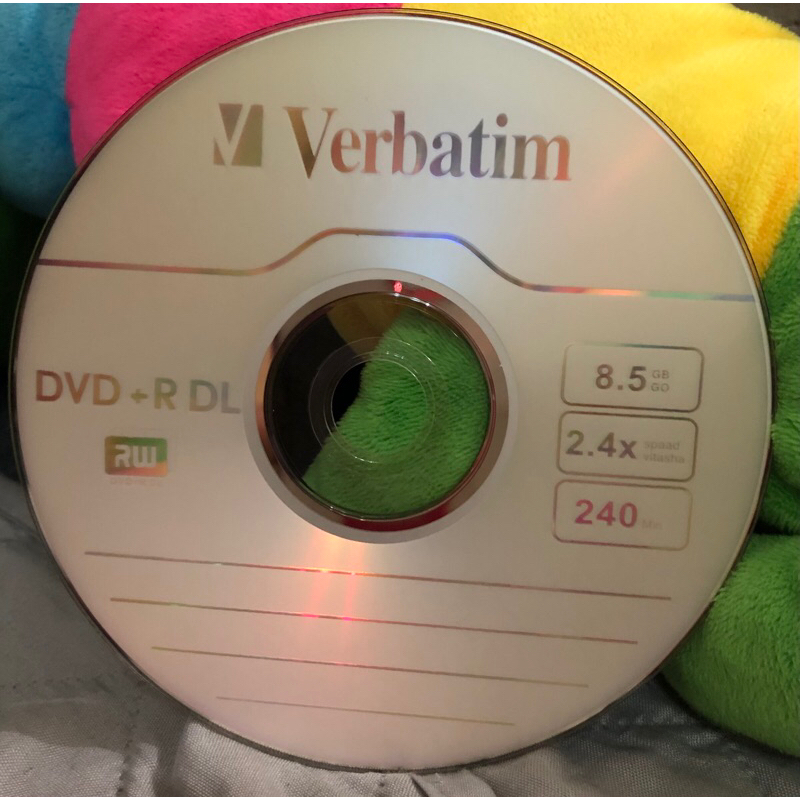 Verbatim
DVD +R DL
RW
8.5 GB
GO
2.4x speed
vitesse
240 Min